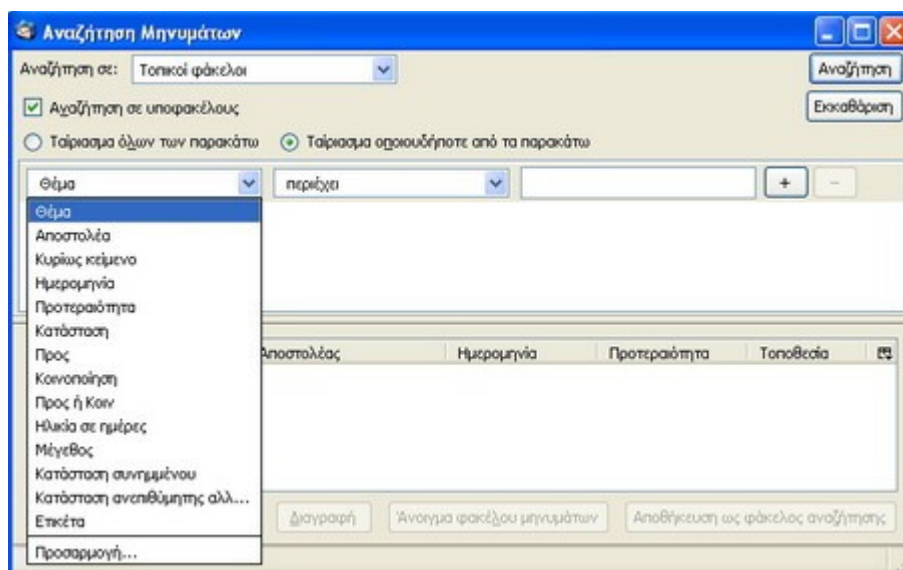 Αναζήτηση Μηνυμάτων
Αναζήτηση σε: Τοπικοί φάκελοι Αναζήτηση
Αναζήτηση σε υποφακέλους Εκκαθάριση
Ταίριασμα όλων των παρακάτω Ταίριασμα οποιουδήποτε από τα παρακάτω
Θέμα περιέχει + -
Θέμα
Αποστολέα
Κυρίως κείμενο
Ημερομηνία
Προτεραιότητα
Κατάσταση
Προς
Κοινοποίηση
Προς ή Κοιν
Ηλικία σε ημέρες
Μέγεθος
Κατάσταση συνημμένου
Κατάσταση ανεπιθύμητης αλλ...
Ετικέτα
Προσαρμογή...
Αποστολέας Ημερομηνία Προτεραιότητα Τοποθεσία
Διαγραφή Άνοιγμα φακέλου μηνυμάτων Αποθήκευση ως φάκελος αναζήτησης